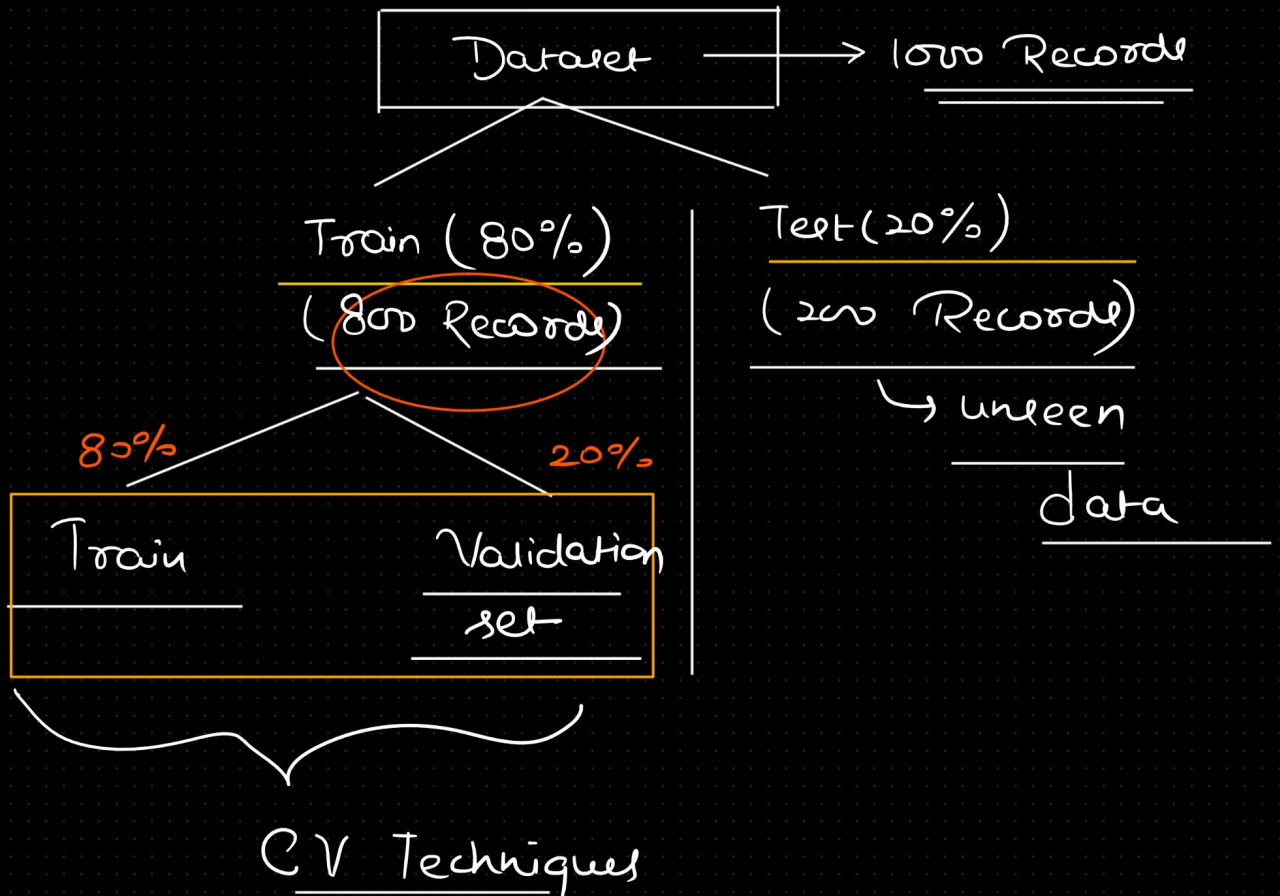 Dataset → 1000 Records
Train (80%)
(800 Records)
Test (20%)
(200 Records)
↳ unseen
data
80%
20%
Train
Validation
set
CV Techniques